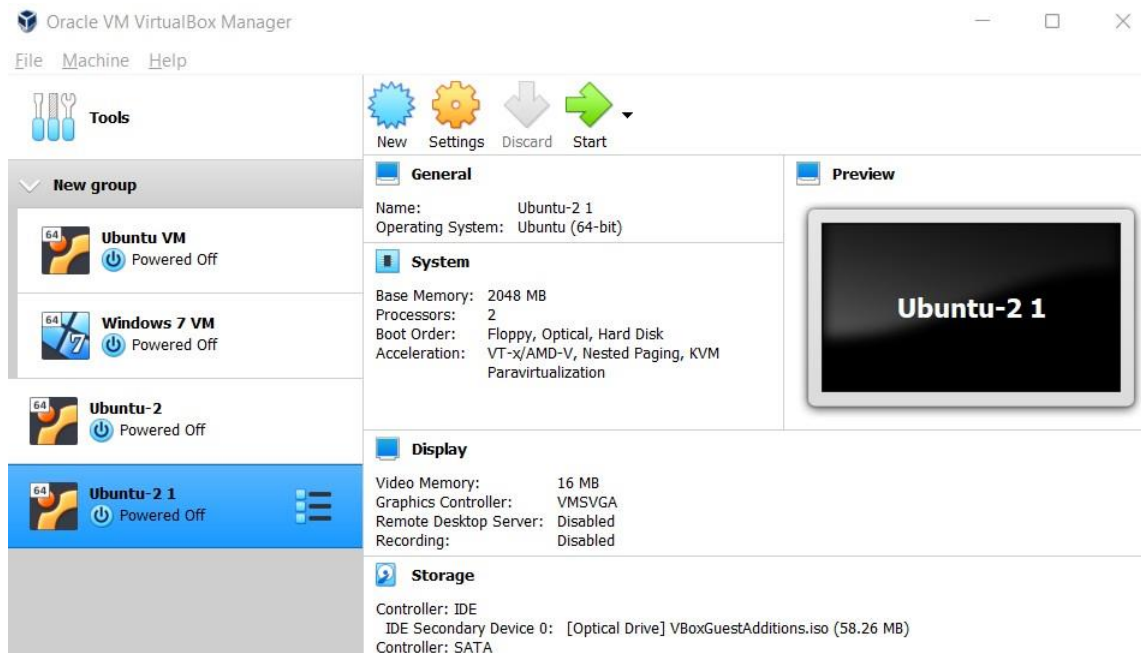 Oracle VM VirtualBox Manager
File Machine Help
Tools
New Settings Discard Start
New group
64
Ubuntu VM
Powered Off
64
7
Windows 7 VM
Powered Off
64
Ubuntu-2
Powered Off
64
Ubuntu-2 1
Powered Off
General
Name: Ubuntu-2 1
Operating System: Ubuntu (64-bit)
System
Base Memory: 2048 MB
Processors: 2
Boot Order: Floppy, Optical, Hard Disk
Acceleration: VT-x/AMD-V, Nested Paging, KVM
Paravirtualization
Preview
Ubuntu-2 1
Display
Video Memory: 16 MB
Graphics Controller: VMSVGA
Remote Desktop Server: Disabled
Recording: Disabled
Storage
Controller: IDE
IDE Secondary Device 0: [Optical Drive] VBoxGuestAdditions.iso (58.26 MB)
Controller: SATA